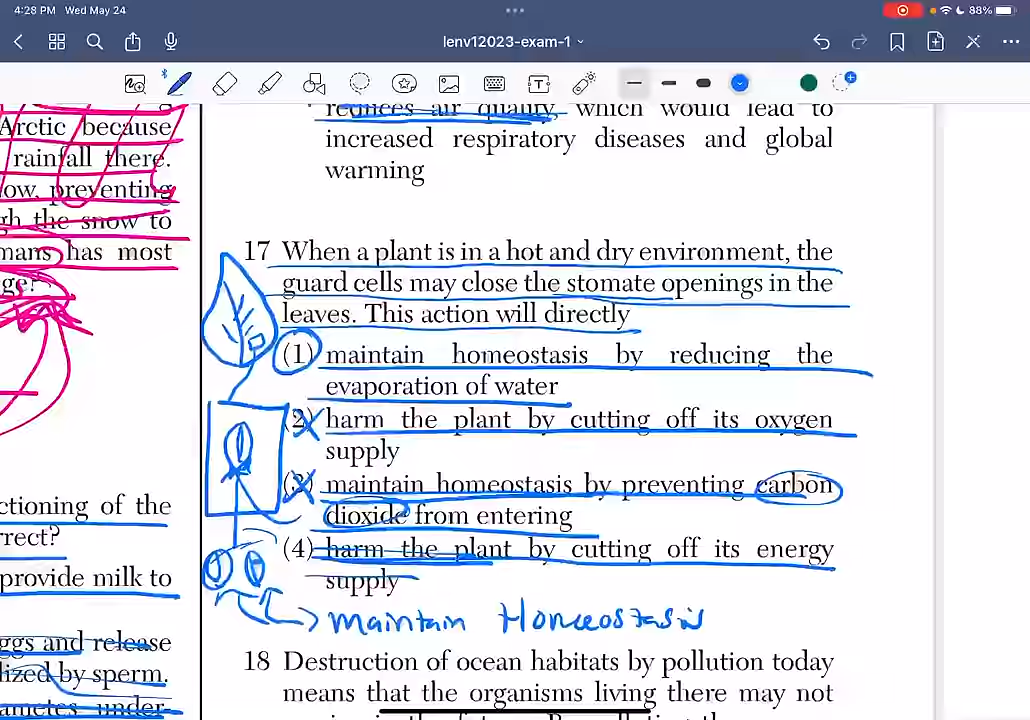 4:28 PM Wed May 24
88%
lenv12023-exam-1
Arctic because
rainfall there.
ow, preventing
gh the snow to
mans has most
ge?
ctioning of the
rrect?
provide milk to
ggs and release
lized by sperm.
ametes under-
reduces air quality, which would lead to
increased respiratory diseases and global
warming
17 When a plant is in a hot and dry environment, the
guard cells may close the stomate openings in the
leaves. This action will directly
(1) maintain homeostasis by reducing the
evaporation of water
(2) harm the plant by cutting off its oxygen
supply
(3) maintain homeostasis by preventing carbon
dioxide from entering
(4) harm the plant by cutting off its energy
supply
maintain Homeostasis
18 Destruction of ocean habitats by pollution today
means that the organisms living there may not